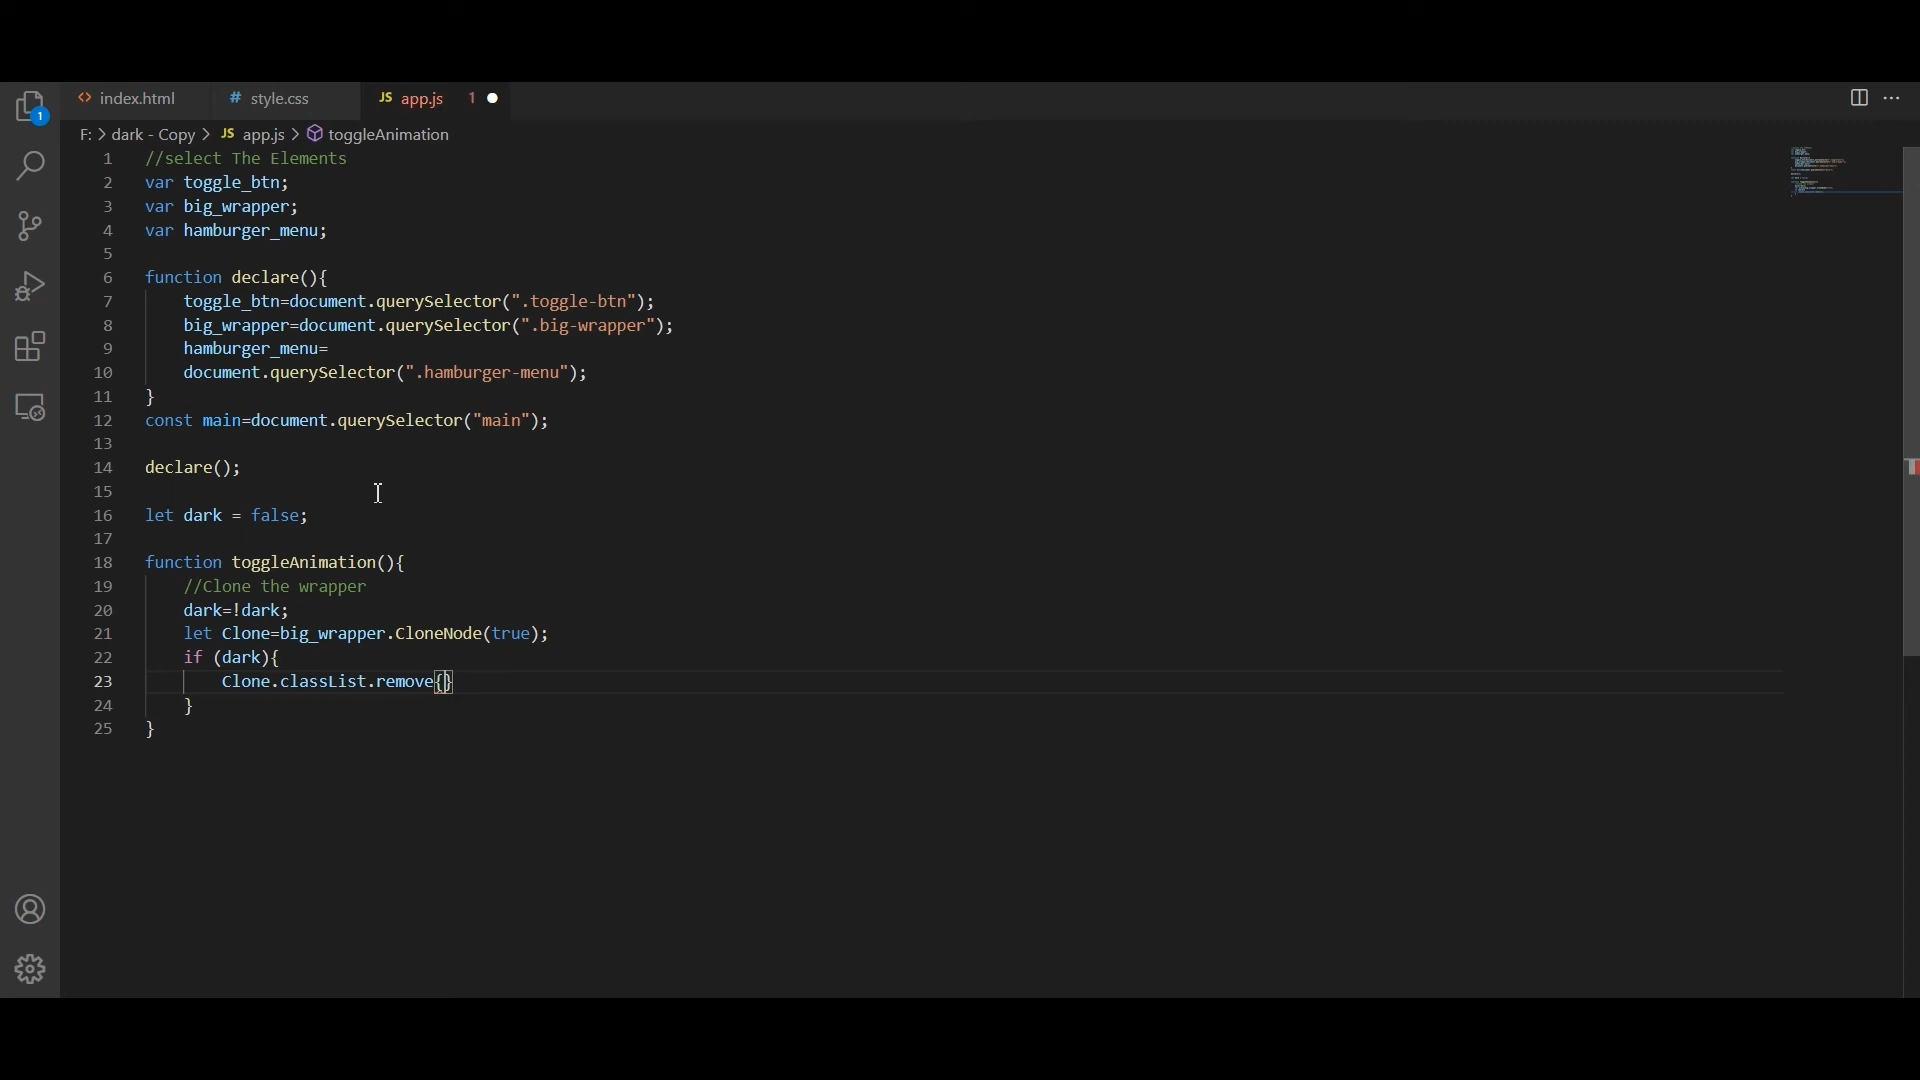 index.html
style.css
JS app.js 1
1
F: > dark - Copy > JS app.js > toggleAnimation
1 //select The Elements
2 var toggle_btn;
3 var big_wrapper;
4 var hamburger_menu;
5
6 function declare(){
7 toggle_btn=document.querySelector(".toggle-btn");
8 big_wrapper=document.querySelector(".big-wrapper");
9 hamburger_menu=
10 document.querySelector(".hamburger-menu");
11 }
12 const main=document.querySelector("main");
13
14 declare();
15
16 let dark = false;
17
18 function toggleAnimation(){
19 //Clone the wrapper
20 dark=!dark;
21 let Clone=big_wrapper.CloneNode(true);
22 if (dark){
23 Clone.classList.remove{}
24 }
25 }